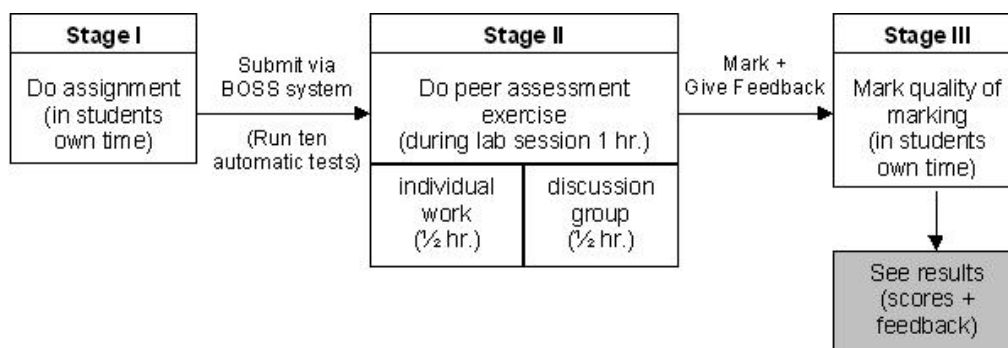 Stage I
Do assignment
(in students
own time)
Submit via
BOSS system
(Run ten
automatic tests)
Stage II
Do peer assessment
exercise
(during lab session 1 hr.)
individual
work
(½ hr.)
discussion
group
(½ hr.)
Mark +
Give Feedback
Stage III
Mark quality of
marking
(in students
own time)
See results
(scores +
feedback)